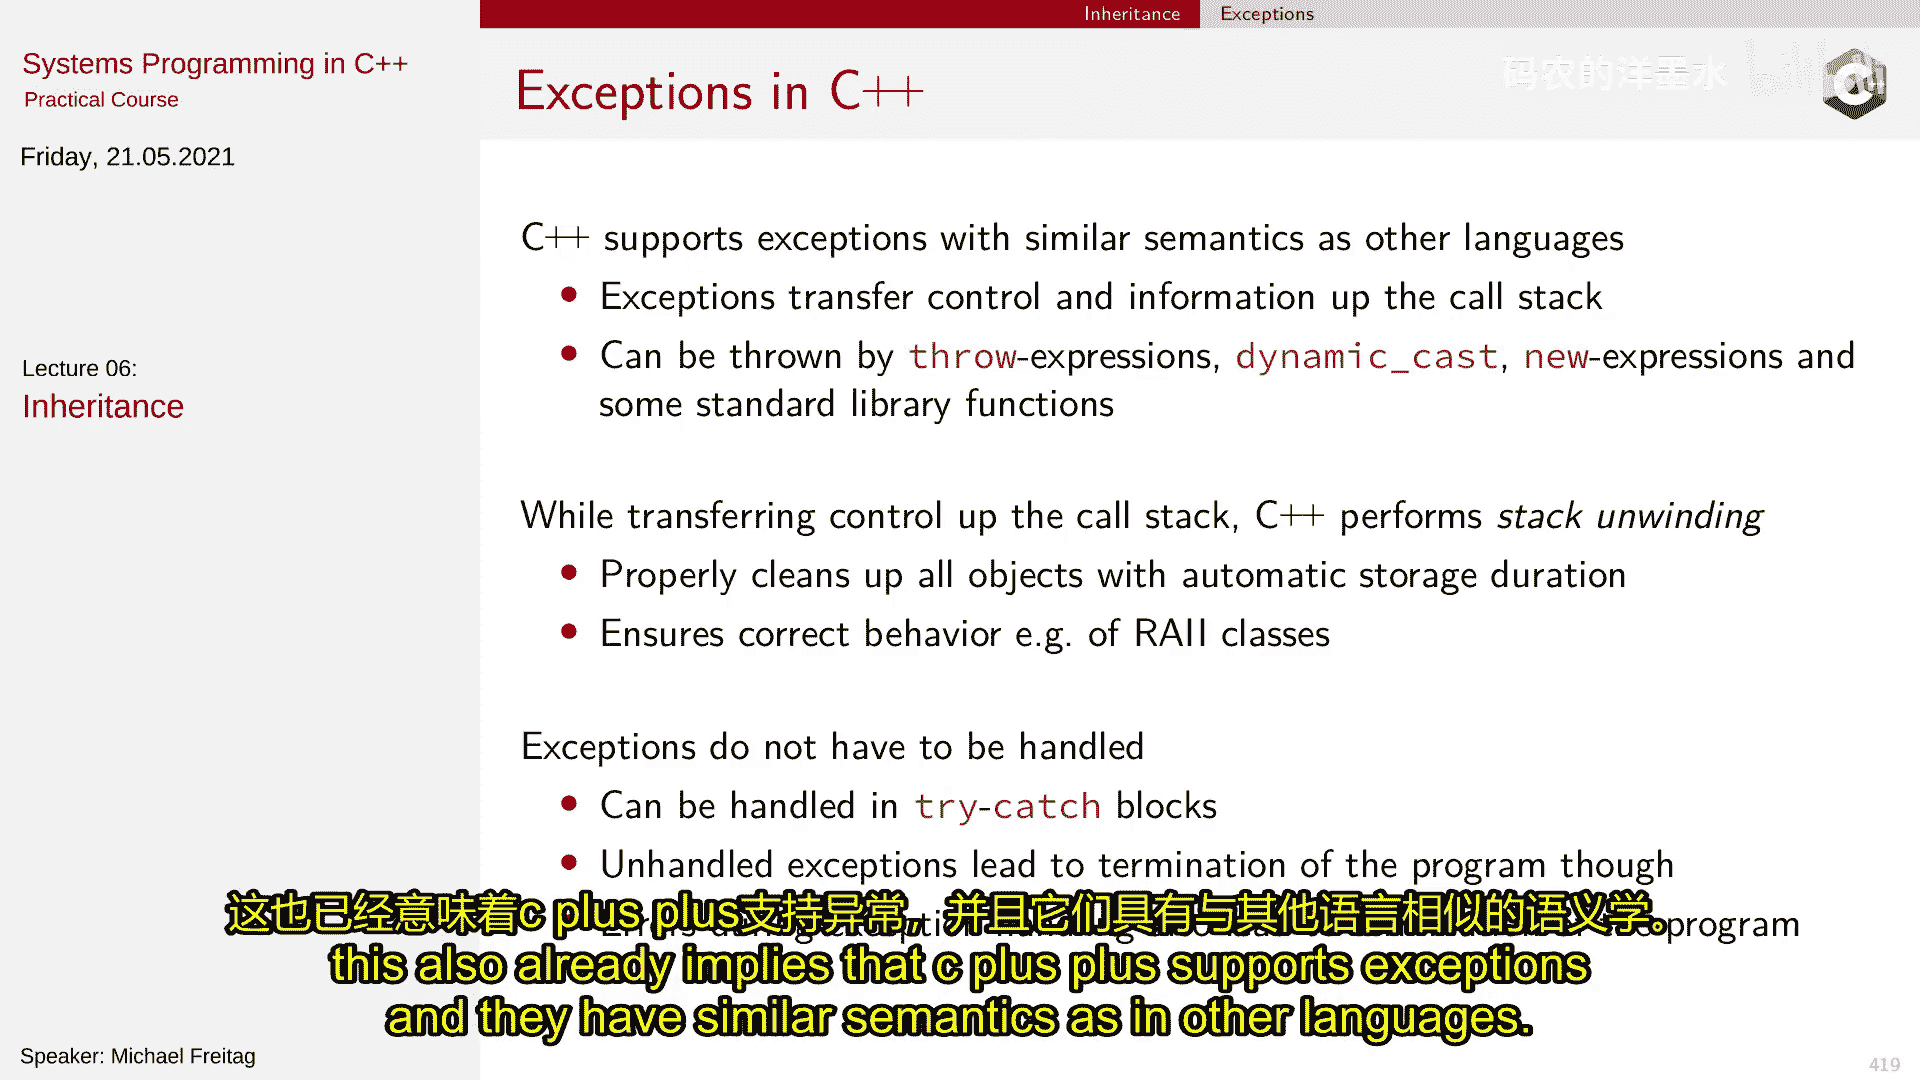 Inheritance Exceptions
Systems Programming in C++
Practical Course
Friday, 21.05.2021
Lecture 06:
Inheritance
Exceptions in C++
码农的洋墨水
C++ supports exceptions with similar semantics as other languages
• Exceptions transfer control and information up the call stack
• Can be thrown by throw-expressions, dynamic_cast, new-expressions and
some standard library functions
While transferring control up the call stack, C++ performs stack unwinding
• Properly cleans up all objects with automatic storage duration
• Ensures correct behavior e.g. of RAII classes
Exceptions do not have to be handled
• Can be handled in try-catch blocks
• Unhandled exceptions lead to termination of the program though
program
这也已经意味着c plus plus支持异常，并且它们具有与其他语言相似的语义学。
this also already implies that c plus plus supports exceptions
and they have similar semantics as in other languages.
Speaker: Michael Freitag
419